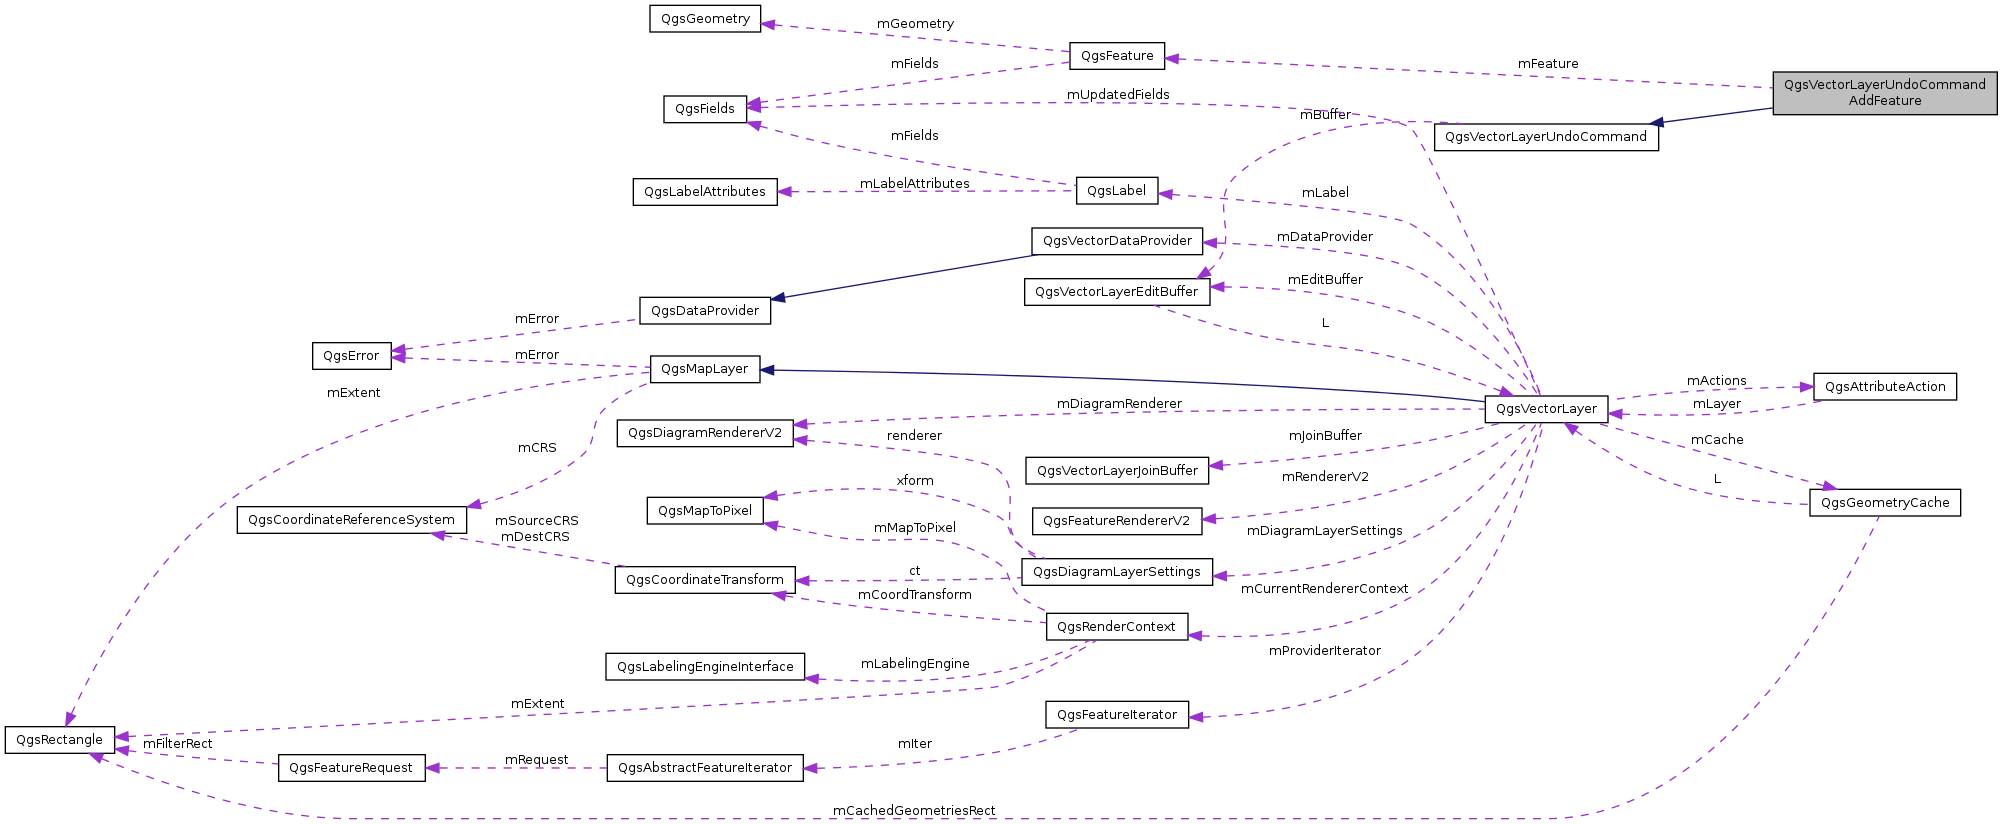 QgsGeometry
mGeometry
QgsFeature
mFields
mFeature
QgsVectorLayerUndoCommand
AddFeature
QgsFields
mUpdatedFields
mBuffer
QgsVectorLayerUndoCommand
mFields
QgsLabelAttributes
mLabelAttributes
QgsLabel
mLabel
QgsVectorDataProvider
mDataProvider
QgsVectorLayerEditBuffer
mEditBuffer
QgsDataProvider
mError
L
QgsError
mError
QgsMapLayer
mExtent
mActions
QgsAttributeAction
mDiagramRenderer
QgsVectorLayer
mLayer
QgsDiagramRendererV2
renderer
mJoinBuffer
mCache
mCRS
QgsVectorLayerJoinBuffer
xform
mRendererV2
L
QgsGeometryCache
QgsMapToPixel
QgsCoordinateReferenceSystem
mSourceCRS
mDestCRS
mMapToPixel
QgsFeatureRendererV2
mDiagramLayerSettings
QgsCoordinateTransform
ct
QgsDiagramLayerSettings
mCoordTransform
mCurrentRendererContext
QgsRenderContext
QgsLabelingEngineInterface
mLabelingEngine
mProviderIterator
mExtent
QgsFeatureIterator
QgsRectangle
mFilterRect
mIter
QgsFeatureRequest
mRequest
QgsAbstractFeatureIterator
mCachedGeometriesRect